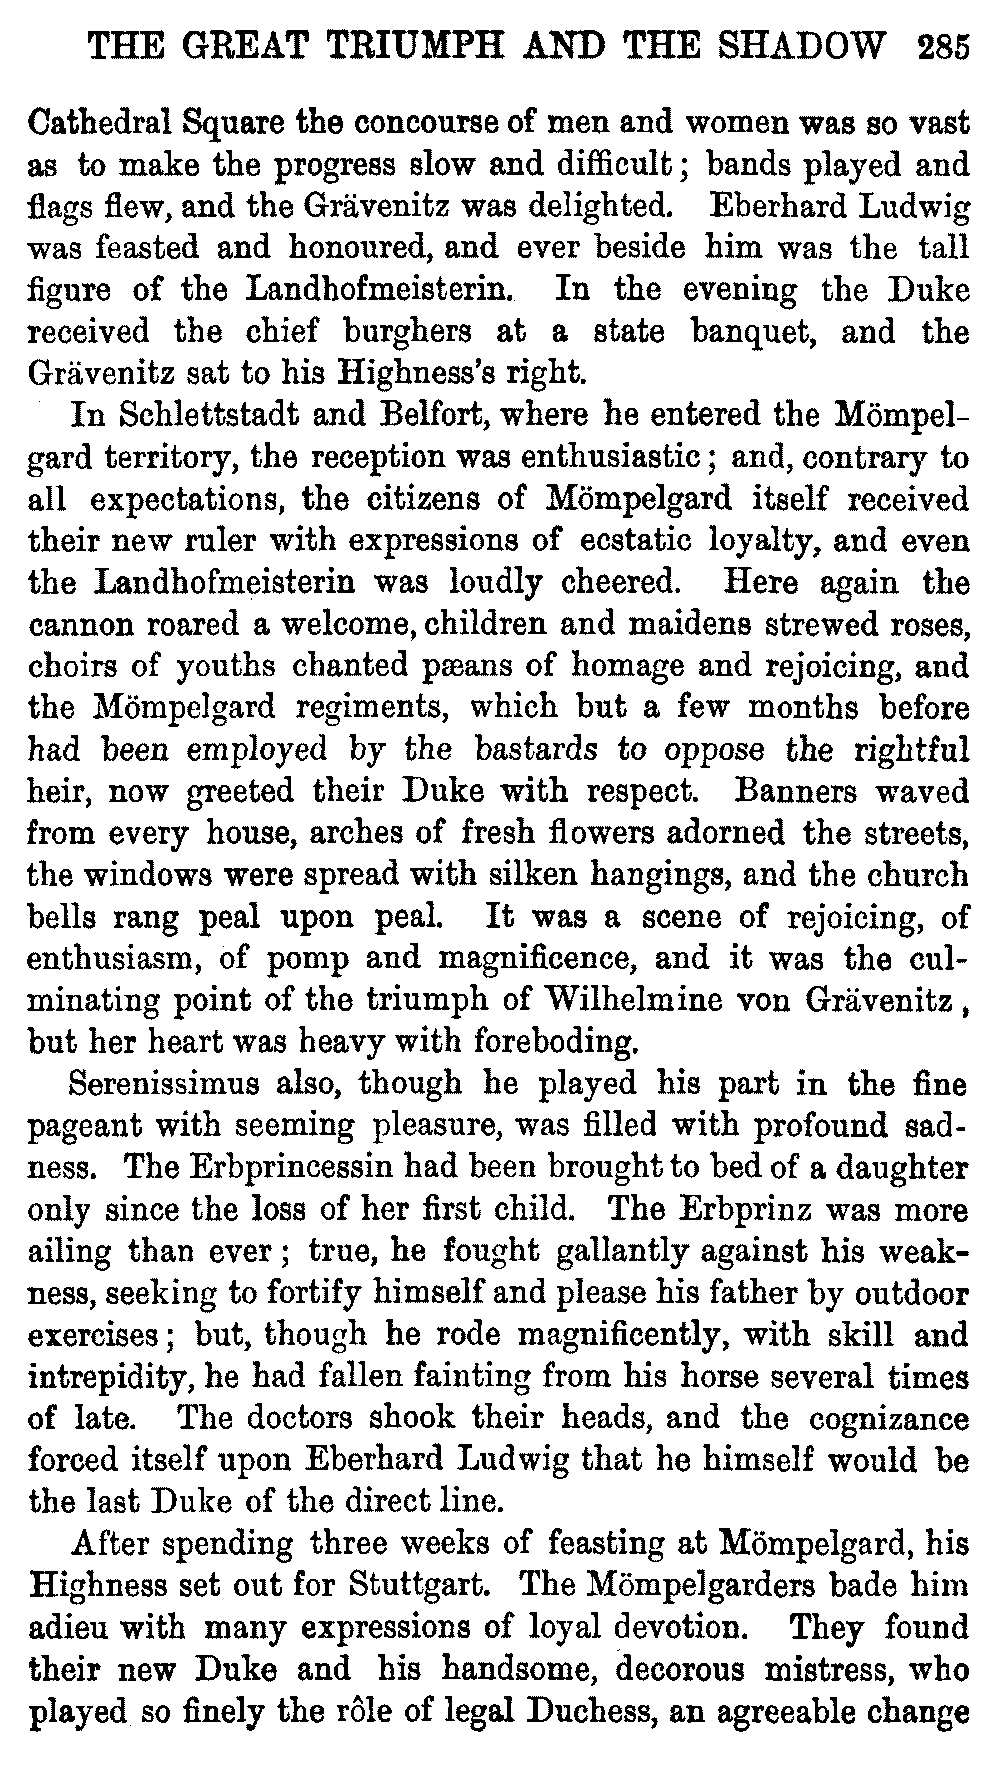 THE GREAT TRIUMPH AND THE SHADOW 285
Cathedral Square the concourse of men and women was so vast
as to make the progress slow and difficult; bands played and
flags flew, and the Grävenitz was delighted. Eberhard Ludwig
was feasted and honoured, and ever beside him was the tall
figure of the Landhofmeisterin. In the evening the Duke
received the chief burghers at a state banquet, and the
Grävenitz sat to his Highness's right.
In Schlettstadt and Belfort, where he entered the Mömpel-
gard territory, the reception was enthusiastic; and, contrary to
all expectations, the citizens of Mömpelgard itself received
their new ruler with expressions of ecstatic loyalty, and even
the Landhofmeisterin was loudly cheered. Here again the
cannon roared a welcome, children and maidens strewed roses,
choirs of youths chanted pæans of homage and rejoicing, and
the Mömpelgard regiments, which but a few months before
had been employed by the bastards to oppose the rightful
heir, now greeted their Duke with respect. Banners waved
from every house, arches of fresh flowers adorned the streets,
the windows were spread with silken hangings, and the church
bells rang peal upon peal. It was a scene of rejoicing, of
enthusiasm, of pomp and magnificence, and it was the cul-
minating point of the triumph of Wilhelmine von Grävenitz,
but her heart was heavy with foreboding.
Serenissimus also, though he played his part in the fine
pageant with seeming pleasure, was filled with profound sad-
ness. The Erbprincessin had been brought to bed of a daughter
only since the loss of her first child. The Erbprinz was more
ailing than ever; true, he fought gallantly against his weak-
ness, seeking to fortify himself and please his father by outdoor
exercises; but, though he rode magnificently, with skill and
intrepidity, he had fallen fainting from his horse several times
of late. The doctors shook their heads, and the cognizance
forced itself upon Eberhard Ludwig that he himself would be
the last Duke of the direct line.
After spending three weeks of feasting at Mömpelgard, his
Highness set out for Stuttgart. The Mömpelgarders bade him
adieu with many expressions of loyal devotion. They found
their new Duke and his handsome, decorous mistress, who
played so finely the rôle of legal Duchess, an agreeable change